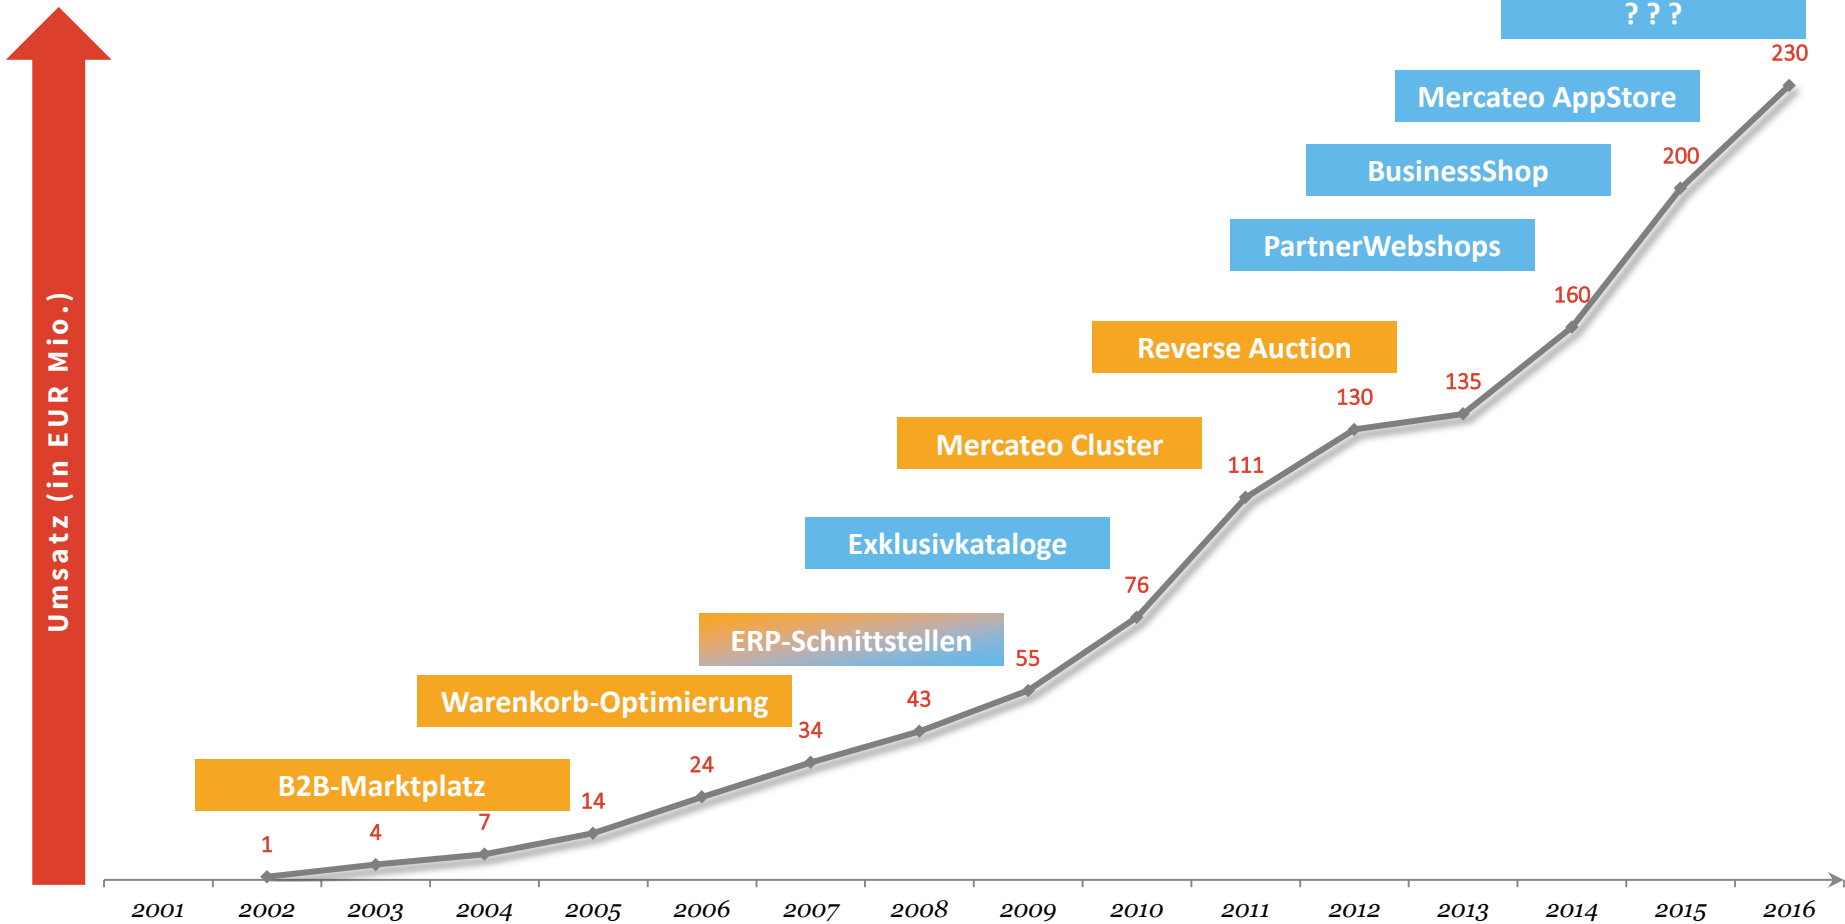 ? ? ?
230
Mercateo AppStore
BusinessShop
200
PartnerWebshops
160
Reverse Auction
135
130
Mercateo Cluster
111
Exklusivkataloge
76
ERP-Schnittstellen
55
Warenkorb-Optimierung
43
34
B2B-Marktplatz
24
14
7
4
1
Umsatz (in EUR Mio.)
2001 2002 2003 2004 2005 2006 2007 2008 2009 2010 2011 2012 2013 2014 2015 2016